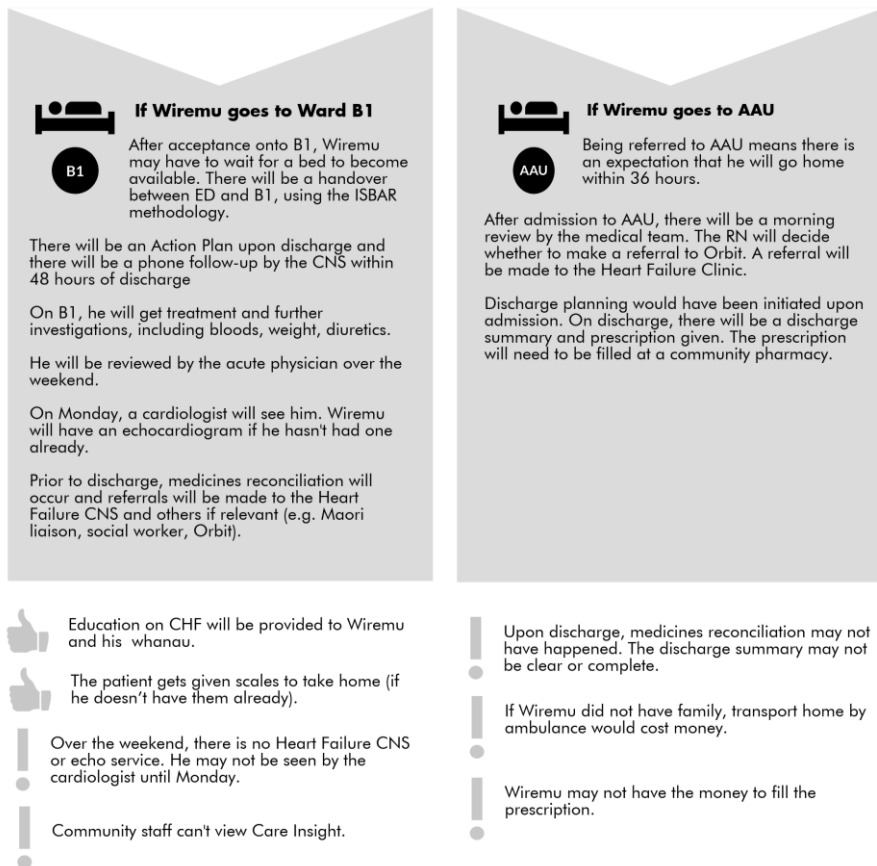 If Wiremu goes to Ward B1
B1
After acceptance onto B1, Wiremu
may have to wait for a bed to become
available. There will be a handover
between ED and B1, using the ISBAR
methodology.
There will be an Action Plan upon discharge and
there will be a phone follow-up by the CNS within
48 hours of discharge
On B1, he will get treatment and further
investigations, including bloods, weight, diuretics.
He will be reviewed by the acute physician over the
weekend.
On Monday, a cardiologist will see him. Wiremu
will have an echocardiogram if he hasn't had one
already.
Prior to discharge, medicines reconciliation will
occur and referrals will be made to the Heart
Failure CNS and others if relevant (e.g. Maori
liaison, social worker, Orbit).
Education on CHF will be provided to Wiremu
and his whanau.
The patient gets given scales to take home (if
he doesn't have them already).
Over the weekend, there is no Heart Failure CNS
or echo service. He may not be seen by the
cardiologist until Monday.
Community staff can't view Care Insight.
If Wiremu goes to AAU
AAU
Being referred to AAU means there is
an expectation that he will go home
within 36 hours.
After admission to AAU, there will be a morning
review by the medical team. The RN will decide
whether to make a referral to Orbit. A referral will
be made to the Heart Failure Clinic.
Discharge planning would have been initiated upon
admission. On discharge, there will be a discharge
summary and prescription given. The prescription
will need to be filled at a community pharmacy.
Upon discharge, medicines reconciliation may not
have happened. The discharge summary may not
be clear or complete.
If Wiremu did not have family, transport home by
ambulance would cost money.
Wiremu may not have the money to fill the
prescription.